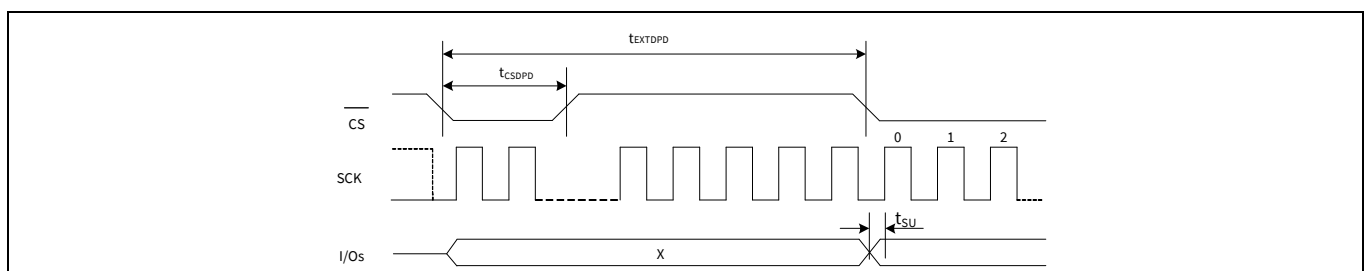 tEXTDPD
tCSDPD
CS
0 1 2
SCK
tSU
I/Os X